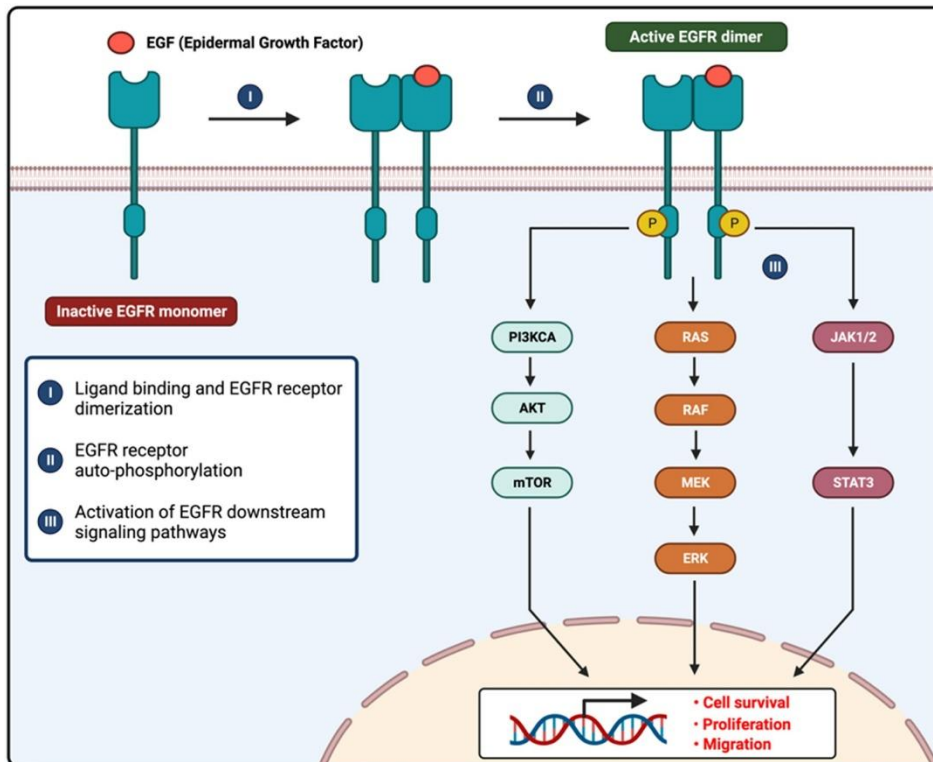 EGF (Epidermal Growth Factor)
Active EGFR dimer
I
II
P
P
III
Inactive EGFR monomer
PI3KCA
RAS
JAK1/2
I Ligand binding and EGFR receptor
dimerization
AKT
RAF
II EGFR receptor
auto-phosphorylation
mTOR
MEK
STAT3
III Activation of EGFR downstream
signaling pathways
ERK
• Cell survival
• Proliferation
• Migration